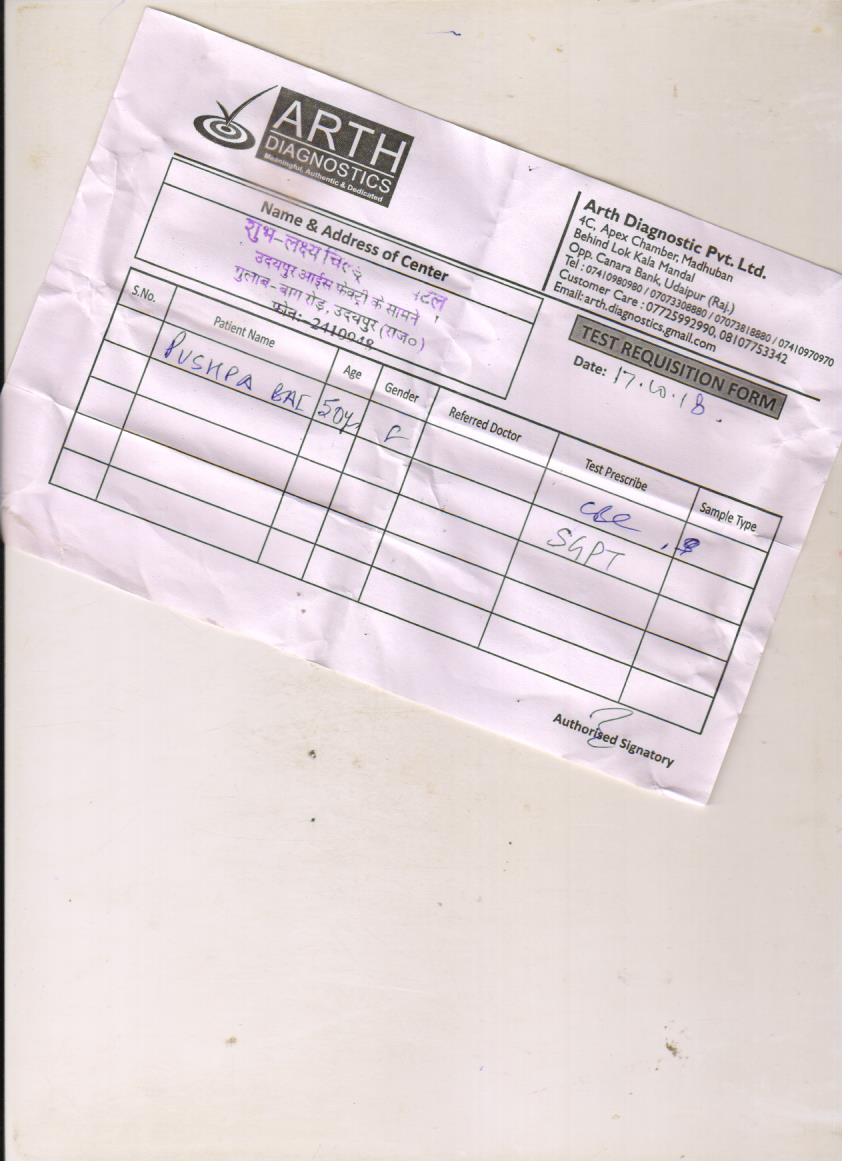 ARTH
DIAGNOSTICS
Meaningful, Authentic & Dedicated
Arth Diagnostic Pvt. Ltd.
4C, Apex Chamber, Madhuban
Behind Lok Kala Mandal
Opp. Canara Bank, Udaipur (Raj.)
Tel : 07410980980 / 07073308880 / 07073818880 / 07410970970
Customer Care : 07725992990, 08107753342
Email: arth.diagnostics,gmail.com
Name & Address of Center
शुभ-लक्ष्य
उदयपुर आईस फेक्ट्री के सामने
गुलाब-बाग रोड़, उदयपुर (राज०)
फोन: 2410048
TEST REQUISITION FORM
Date: 17.10.18.
S.No. Patient Name Age Gender Referred Doctor Test Prescribe Sample Type
PUSHPA BAI 50y F CBC
SGPT
Authorised Signatory